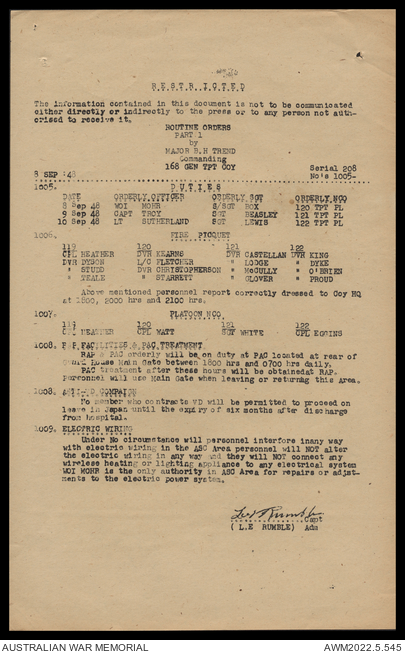 RESTRICTED
The information contained in this document is not to be communicated
either directly or indirectly to the press or to any person not auth-
orised to receive it.
ROUTINE ORDERS
PART 1
by
MAJOR B.H TREND
Commanding
168 GEN TPT COY
Serial 208
8 SEP '48 No's 1005-
1005. DUTIES
DATE ORDERLY OFFICER ORDERLY SGT ORDERLY NCO
8 Sep 48 WOI MOHR S/SGT BOX 120 TPT PL
9 SEP 48 CAPT TROY SGT BEASLEY 121 TPT PL
10 SEP 48 LT SUTHERLAND SGT LEWIS 122 TPT PL
1006. FIRE PICQUET
119 120 121 122
CPL HEATHER DVR KEARNS DVR CASTELLAN DVR KING
DVR DYSON L/C FLETCHER " LODGE " DYKE
" STUDD DVR CHRISTOPHERSON " McCULLY " O'BRIEN
" TEALE " STARRETT " GLOVER " PROUD
Above mentioned personnel report correctly dressed to Coy HQ
at 1800, 2000 hrs and 2100 hrs.
1007. PLATOON NCO.
119 120 121 122
CPL HEATHER CPL WATT SGT WHITE CPL EGGINS
1008. FACILITIES & PAC TREATMENT
RAP & PAC orderly will be on duty at PAC located at rear of
House Main Gate between 1800 hrs and 0700 hrs daily.
PAC treatment after these hours will be obtained at RAP.
Personnel will use Main Gate when leaving or returning this Area.
1008.
No member who contracts VD will be permitted to proceed on
leave in Japan until the expiry of six months after discharge
from hospital.
1009. ELECTRIC WIRING
Under No circumstance will personnel interfere inany way
with electric wiring in the ASC Area personnel will NOT alter
the electric wiring in any way and they will NOT connect any
wireless heating or lighting appliance to any electrical system
WOI MOHR is the only authority in ASC Area for repairs or adjust-
ments to the electric power system.
Capt
( L.E RUMBLE) Adm
AUSTRALIAN WAR MEMORIAL AWM2022.5.545